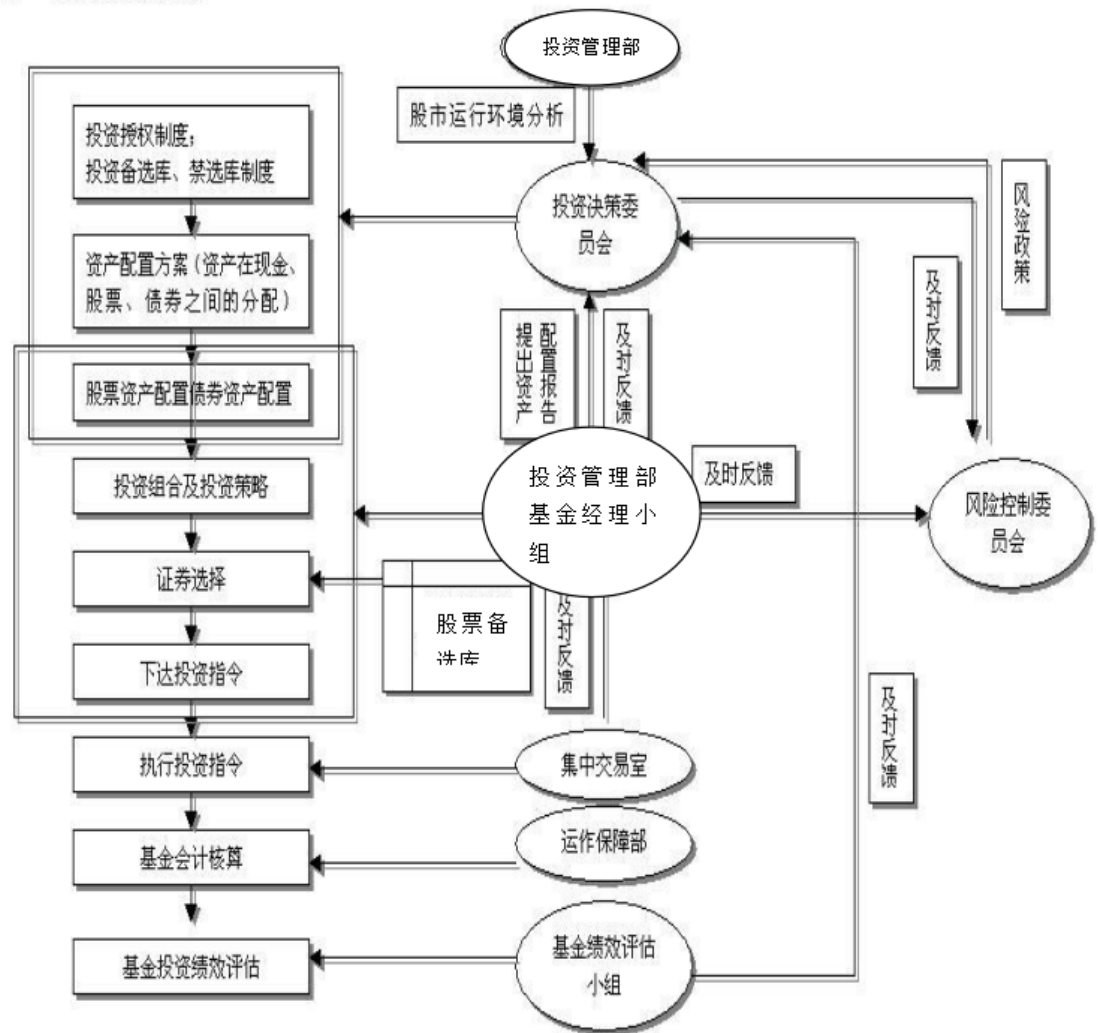 投资管理部
股市运行环境分析
投资授权制度；
投资备选库、禁选库制度
投资决策委
员会
风险政策
资产配置方案（资产在现金、
股票、债券之间的分配）
及时反馈
提出资产
配置报告
及时反馈
股票资产配置债券资产配置
投资管理部
基金经理小
组
及时反馈
投资组合及投资策略
风险控制委
员会
证券选择
股票备
选库
及时反馈
下达投资指令
及时反馈
执行投资指令
集中交易室
基金会计核算
运作保障部
基金投资绩效评估
基金绩效评估
小组